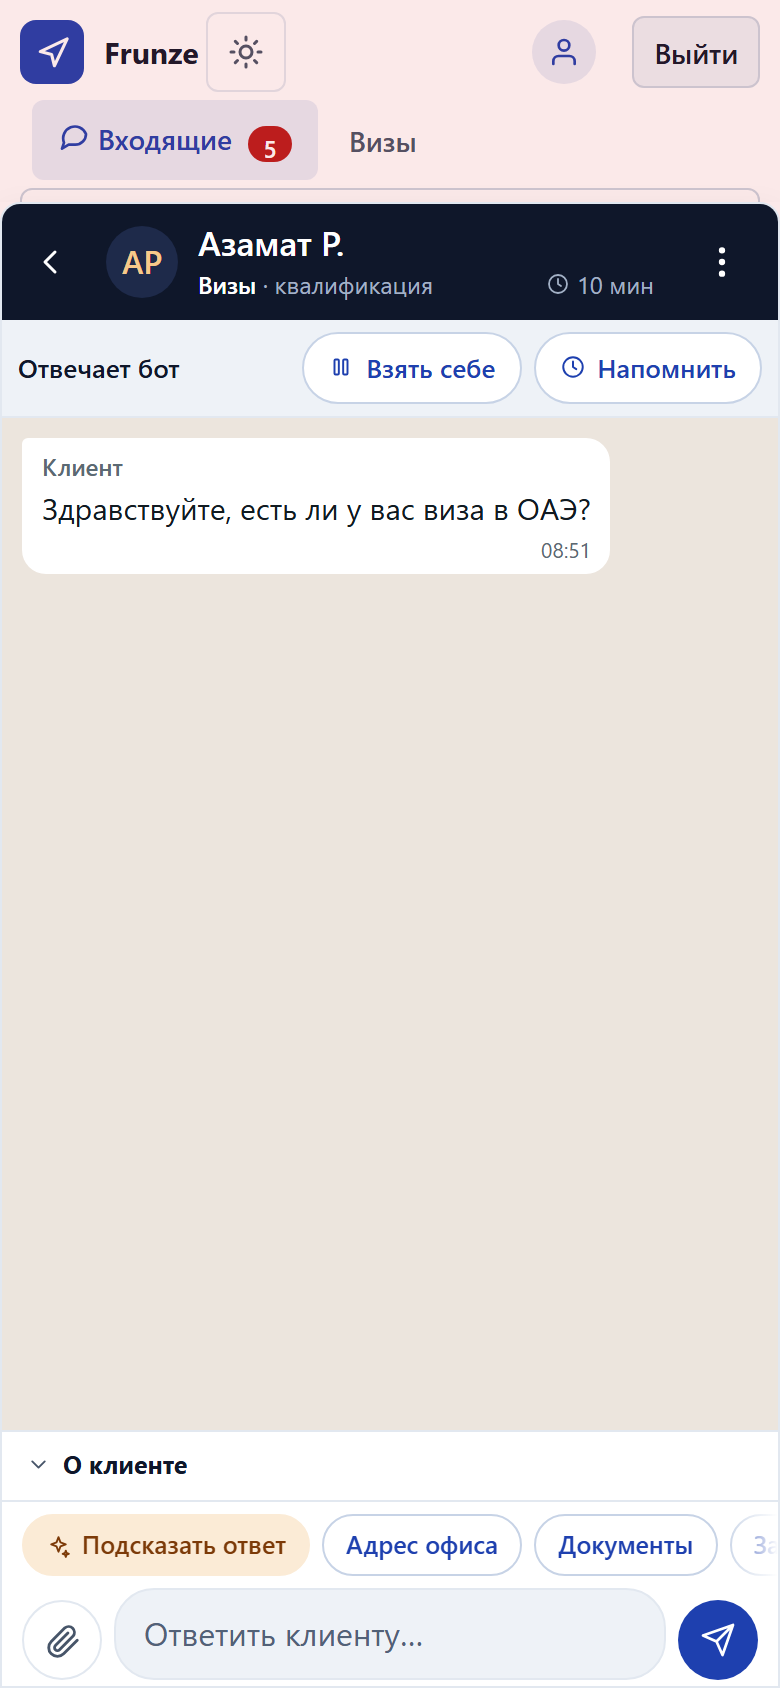 Frunze
Выйти
Входящие 5
Визы
АР
Азамат Р.
Визы · квалификация
10 мин
Отвечает бот
Взять себе
Напомнить
Клиент
Здравствуйте, есть ли у вас виза в ОАЭ?
08:51
О клиенте
Подсказать ответ
Адрес офиса
Документы
Ответить клиенту...